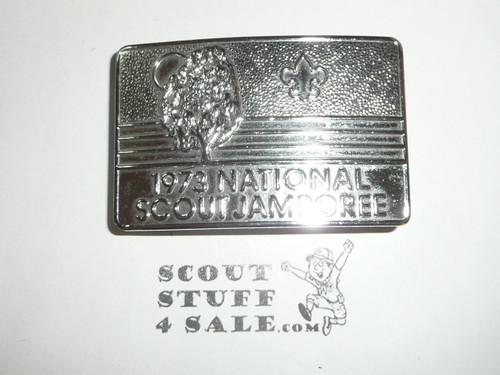 1973 NATIONAL
SCOUT JAMBOREE
SCOUT
STUFF
4 SALE.COM